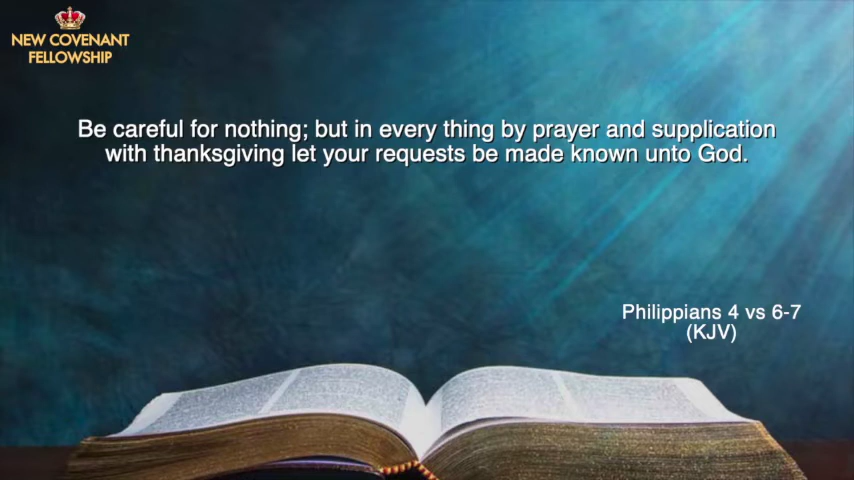 NEW COVENANT
FELLOWSHIP
Be careful for nothing; but in every thing by prayer and supplication
with thanksgiving let your requests be made known unto God.
Philippians 4 vs 6-7
(KJV)